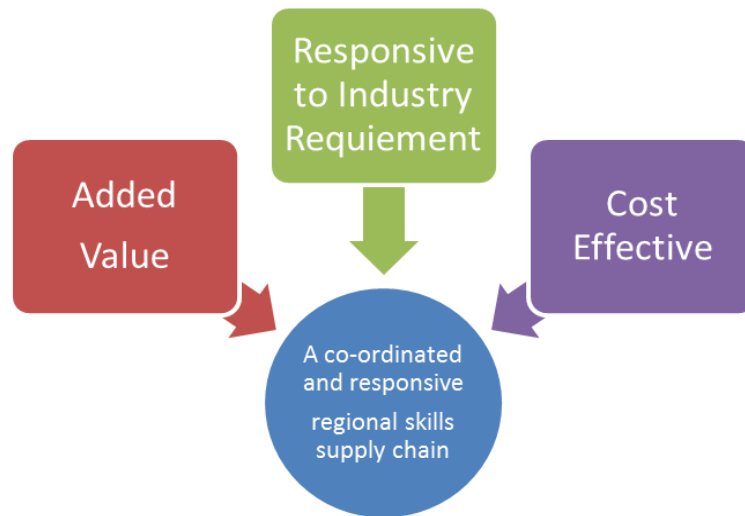 Responsive
to Industry
Requiement
Added
Value
Cost
Effective
A co-ordinated
and responsive
regional skills
supply chain